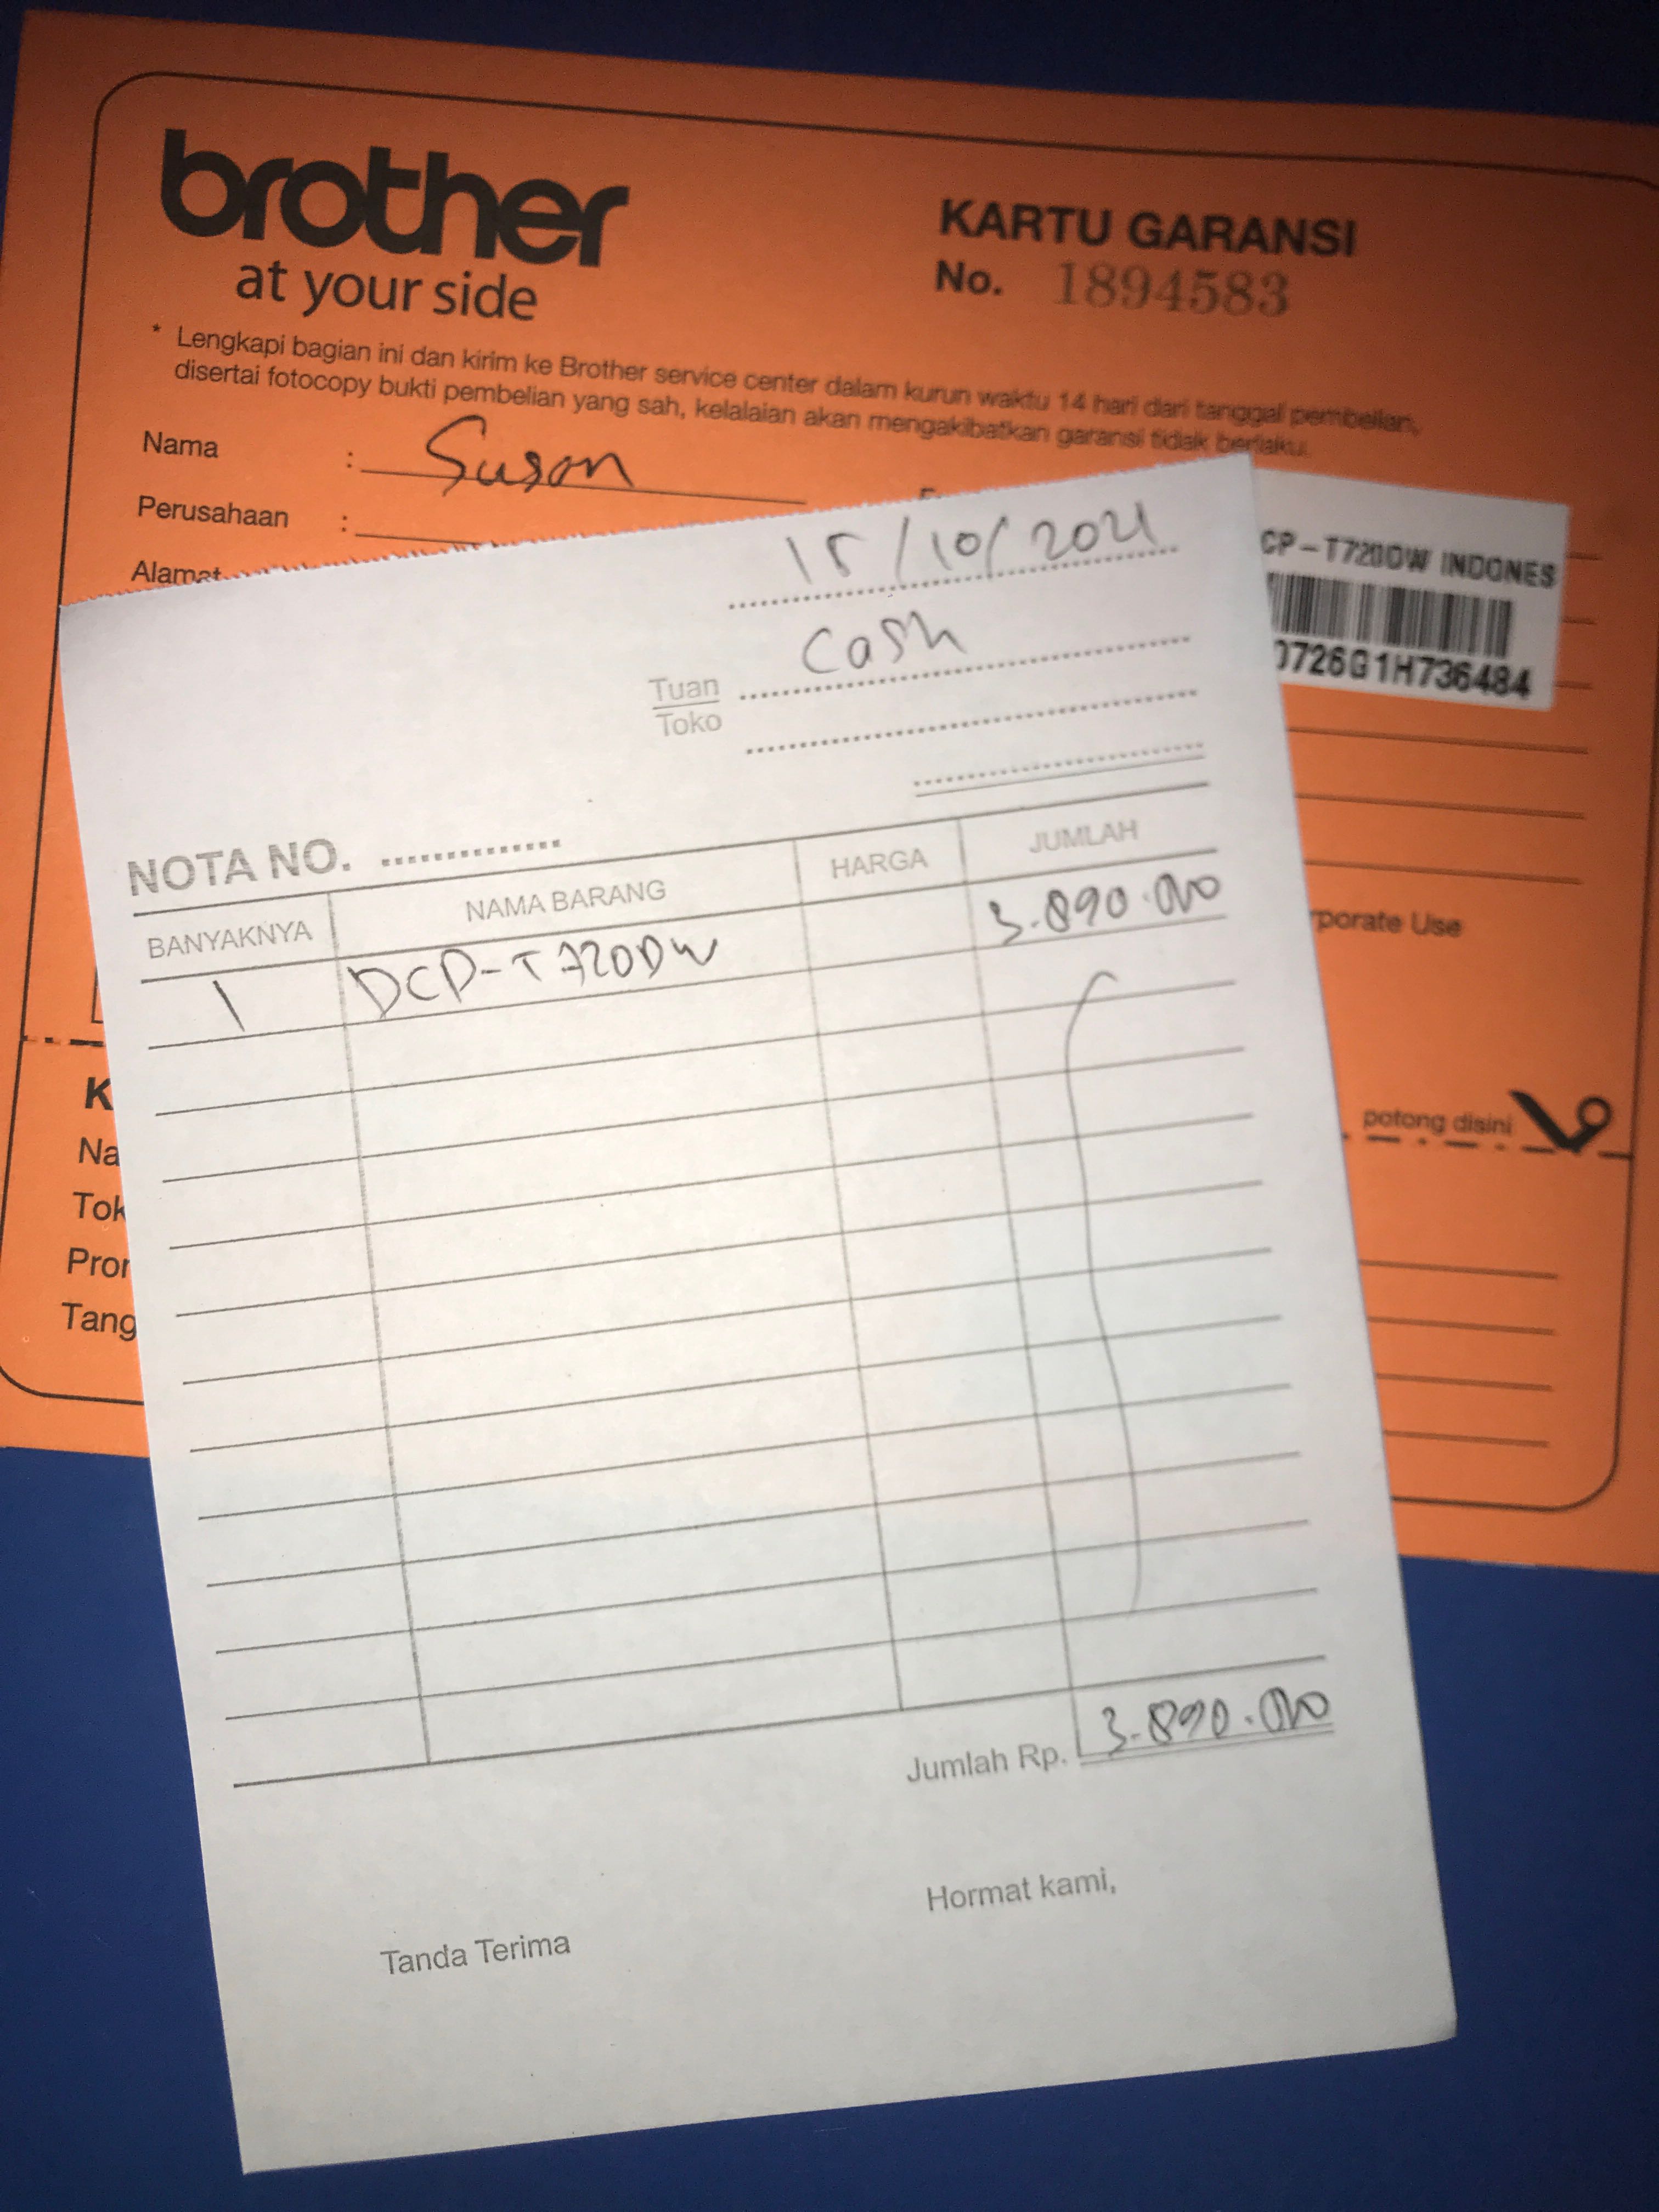 brother
at your side
KARTU GARANSI
No. 1894583
* Lengkapi bagian ini dan kirim ke Brother service center dalam kurun waktu 14 hari dari tanggal pembelian,
disertai fotocopy bukti pembelian yang sah, kelalaian akan mengakibatkan garansi tidak berlaku.
Nama : Suson
Perusahaan :
Alamat
CP-T720DW INDONES
0726G1H736484
15/10/2021
Tuan Cash
Toko
NOTA NO.
BANYAKNYA NAMA BARANG HARGA JUMLAH
1 DCP-T720DW 3.890.000
Jumlah Rp. 3.890.000
Tanda Terima
Hormat kami,
rporate Use
potong disini
K
Na
Tok
Pror
Tang